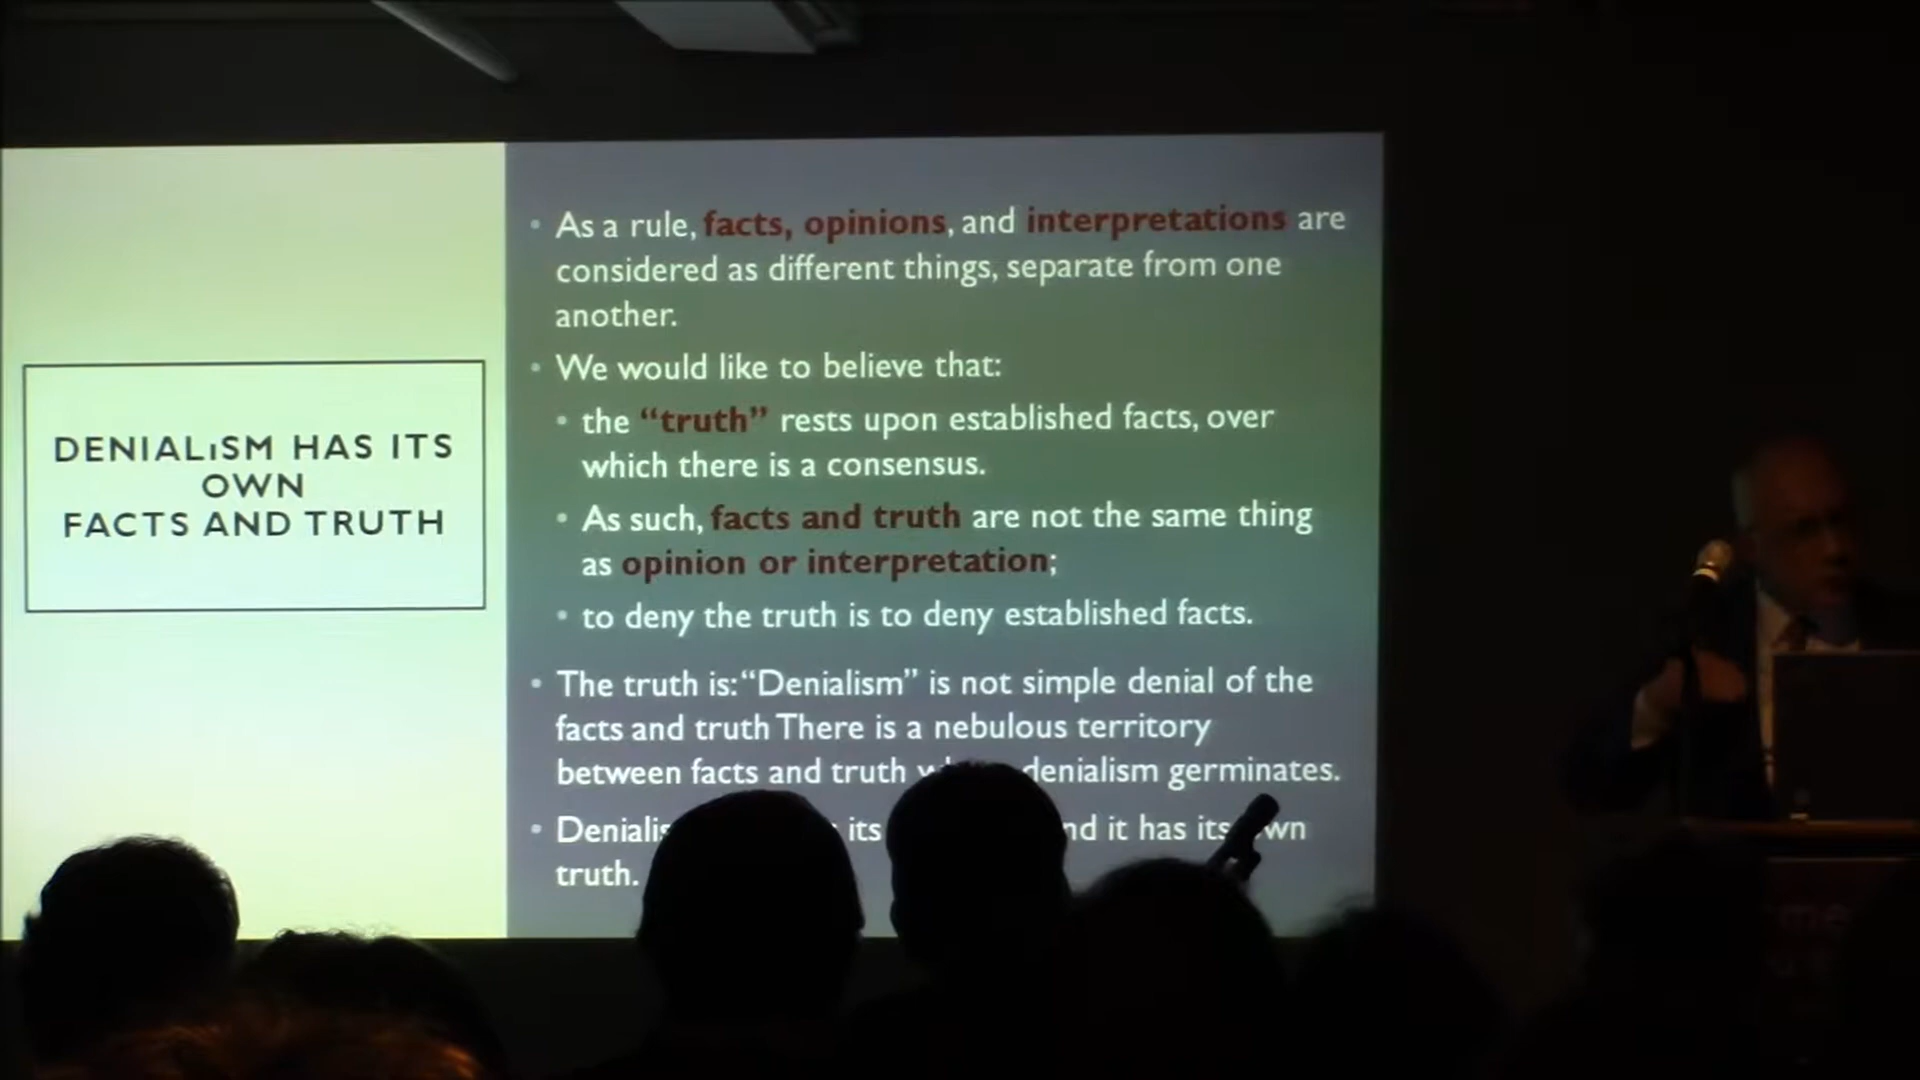 DENIALiSM HAS ITS
OWN
FACTS AND TRUTH
• As a rule, facts, opinions, and interpretations are
considered as different things, separate from one
another.
• We would like to believe that:
• the “truth” rests upon established facts, over
which there is a consensus.
• As such, facts and truth are not the same thing
as opinion or interpretation;
• to deny the truth is to deny established facts.
• The truth is: “Denialism” is not simple denial of the
facts and truth There is a nebulous territory
between facts and truth denialism germinates.
• its it has its
truth.